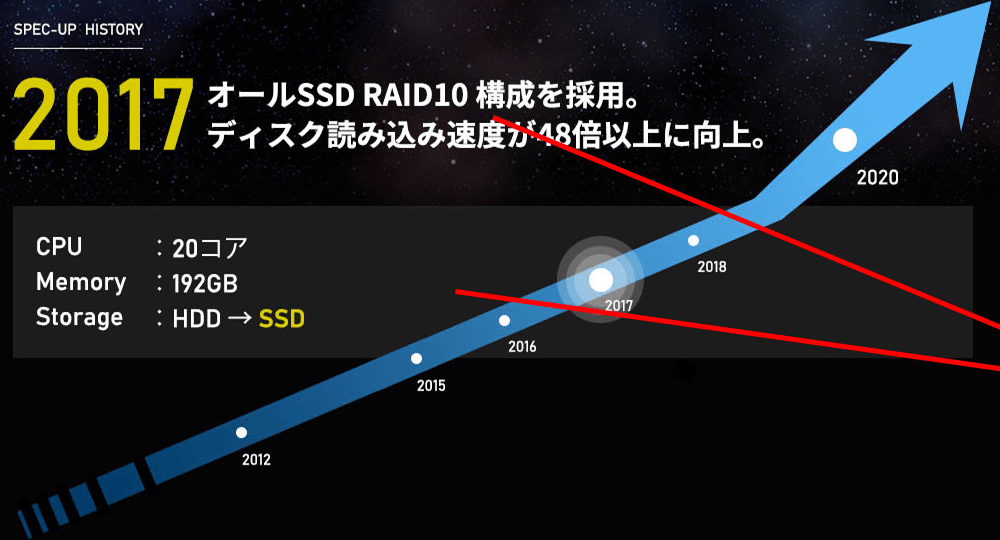 SPEC-UP HISTORY
2017
オールSSD RAID10 構成を採用。
ディスク読み込み速度が48倍以上に向上。
CPU : 20コア
Memory : 192GB
Storage : HDD → SSD
2020
2018
2017
2016
2015
2012